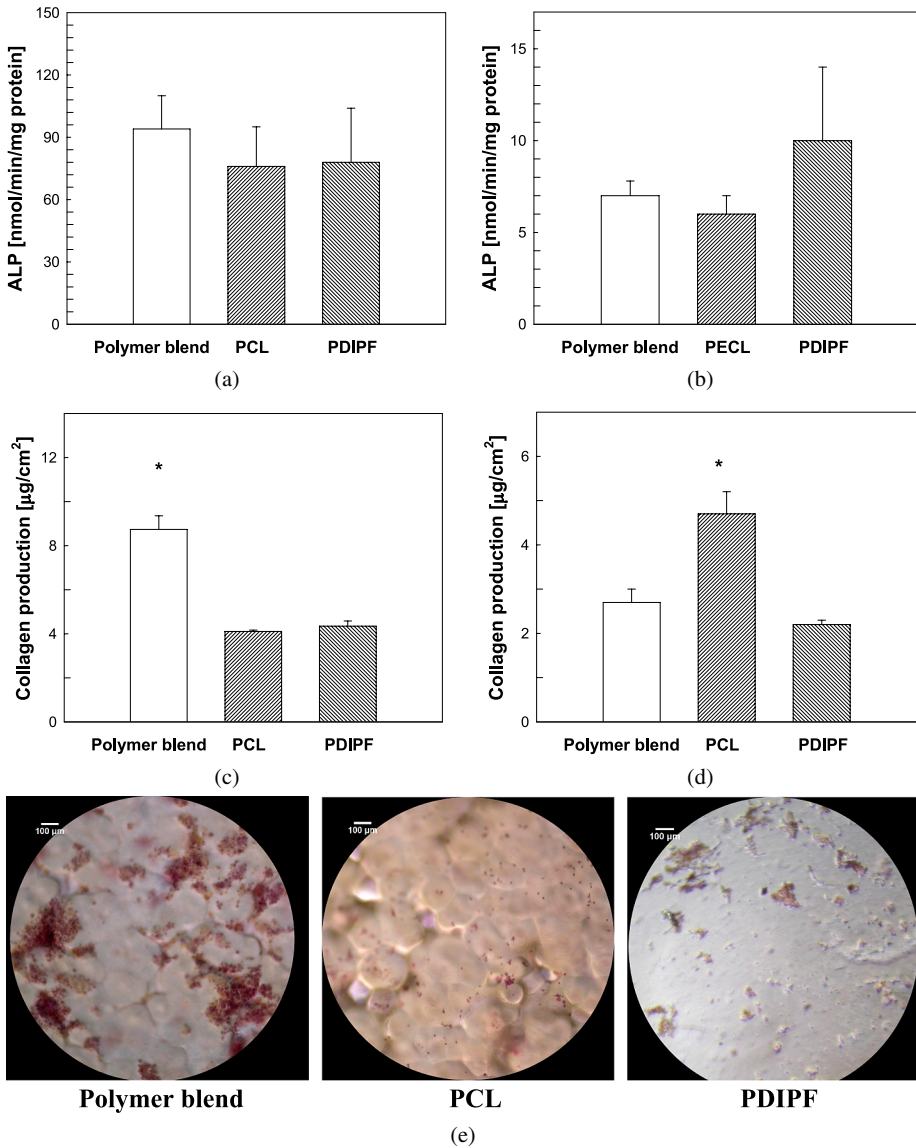 150
120
90
60
30
0
ALP [nmol/min/mg protein]
Polymer blend PCL PDIPF
(a)
15
10
5
0
ALP [nmol/min/mg protein]
Polymer blend PECL PDIPF
(b)
12
8
4
0
Collagen production [µg/cm²]
*
Polymer blend PCL PDIPF
(c)
6
4
2
0
Collagen production [µg/cm²]
*
Polymer blend PCL PDIPF
(d)
100 µm
100 µm
100 µm
Polymer blend PCL PDIPF
(e)